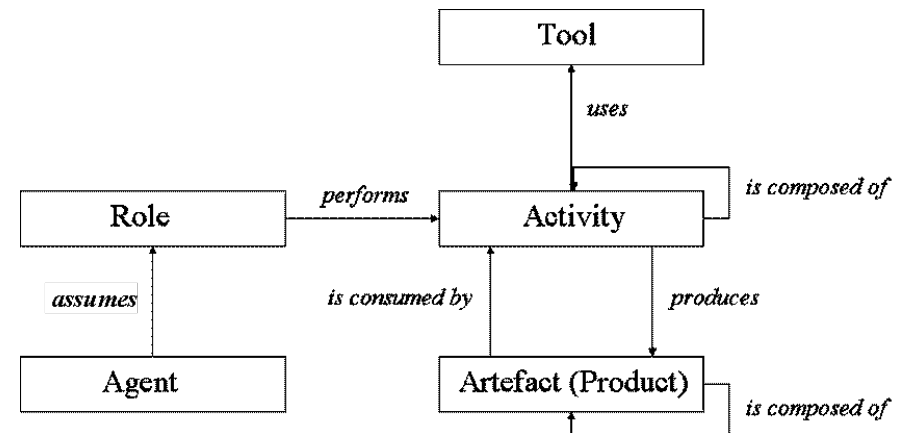 Tool
uses
is composed of
performs
Role
Activity
assumes
is consumed by
produces
Agent
Artefact (Product)
is composed of